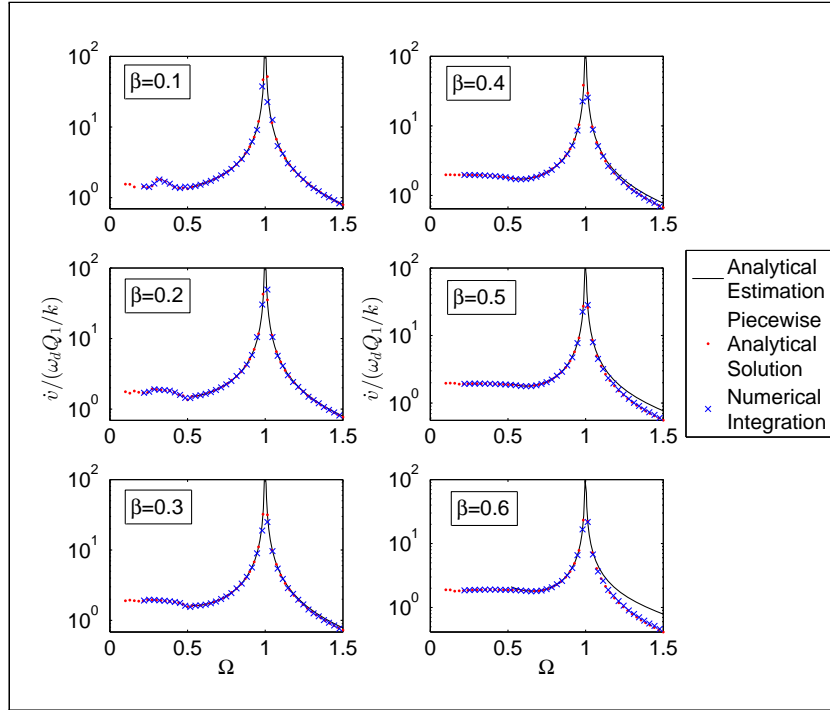 10^2
10^1
10^0
0 0.5 1 1.5
β=0.1
10^2
10^1
10^0
0 0.5 1 1.5
β=0.4
10^2
10^1
10^0
0 0.5 1 1.5
β=0.2
v̇/(ω_d Q_1/k)
10^2
10^1
10^0
0 0.5 1 1.5
β=0.5
v̇/(ω_d Q_1/k)
10^2
10^1
10^0
0 0.5 1 1.5
β=0.3
Ω
10^2
10^1
10^0
0 0.5 1 1.5
β=0.6
Ω
Analytical
Estimation
Piecewise
Analytical
Solution
Numerical
Integration